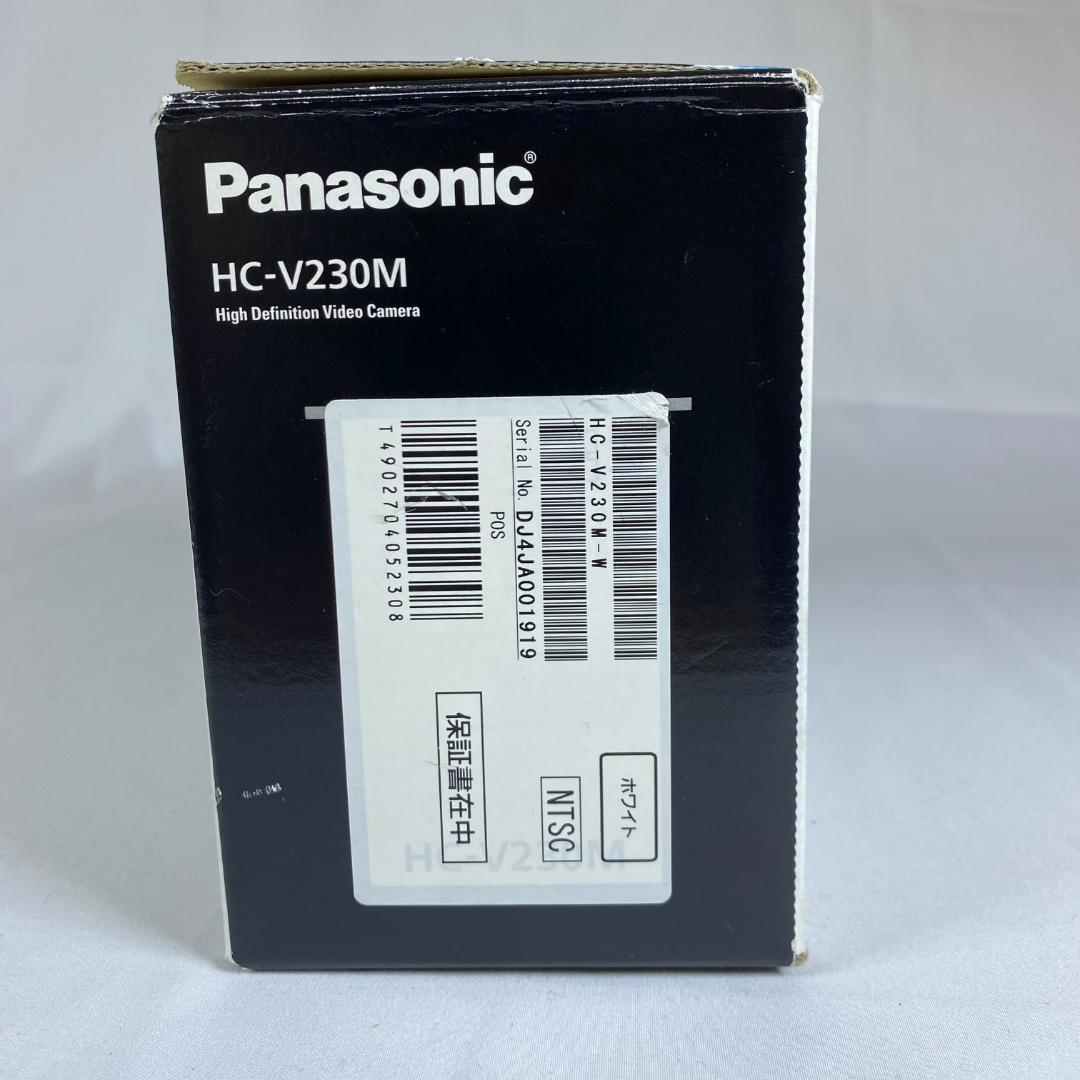 Panasonic®
HC-V230M
High Definition Video Camera
HC-V230M-W
Serial No. DJ4JA001919
POS
T4902704052308
ホワイト
NTSC
保証書在中
HC-V230M